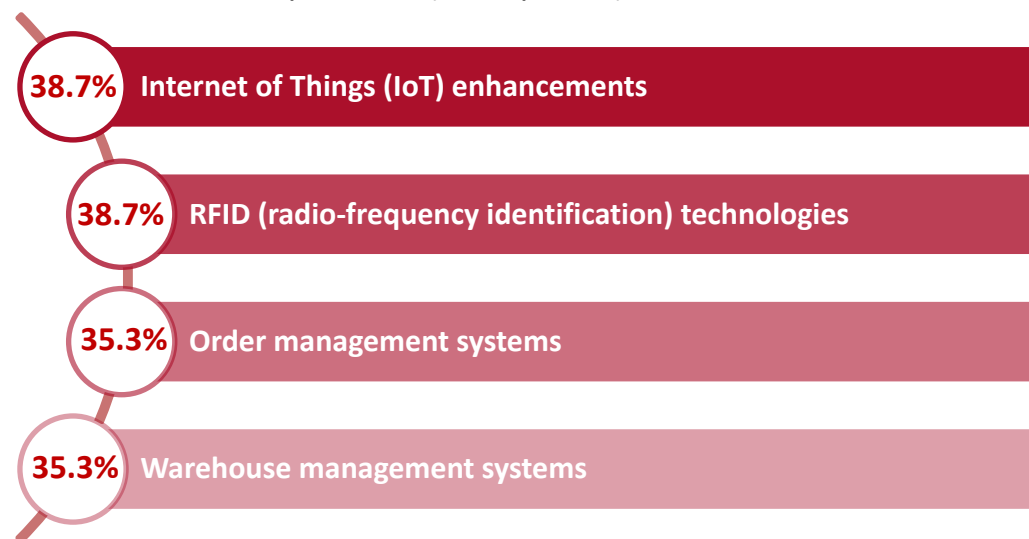 38.7% Internet of Things (IoT) enhancements
38.7% RFID (radio-frequency identification) technologies
35.3% Order management systems
35.3% Warehouse management systems